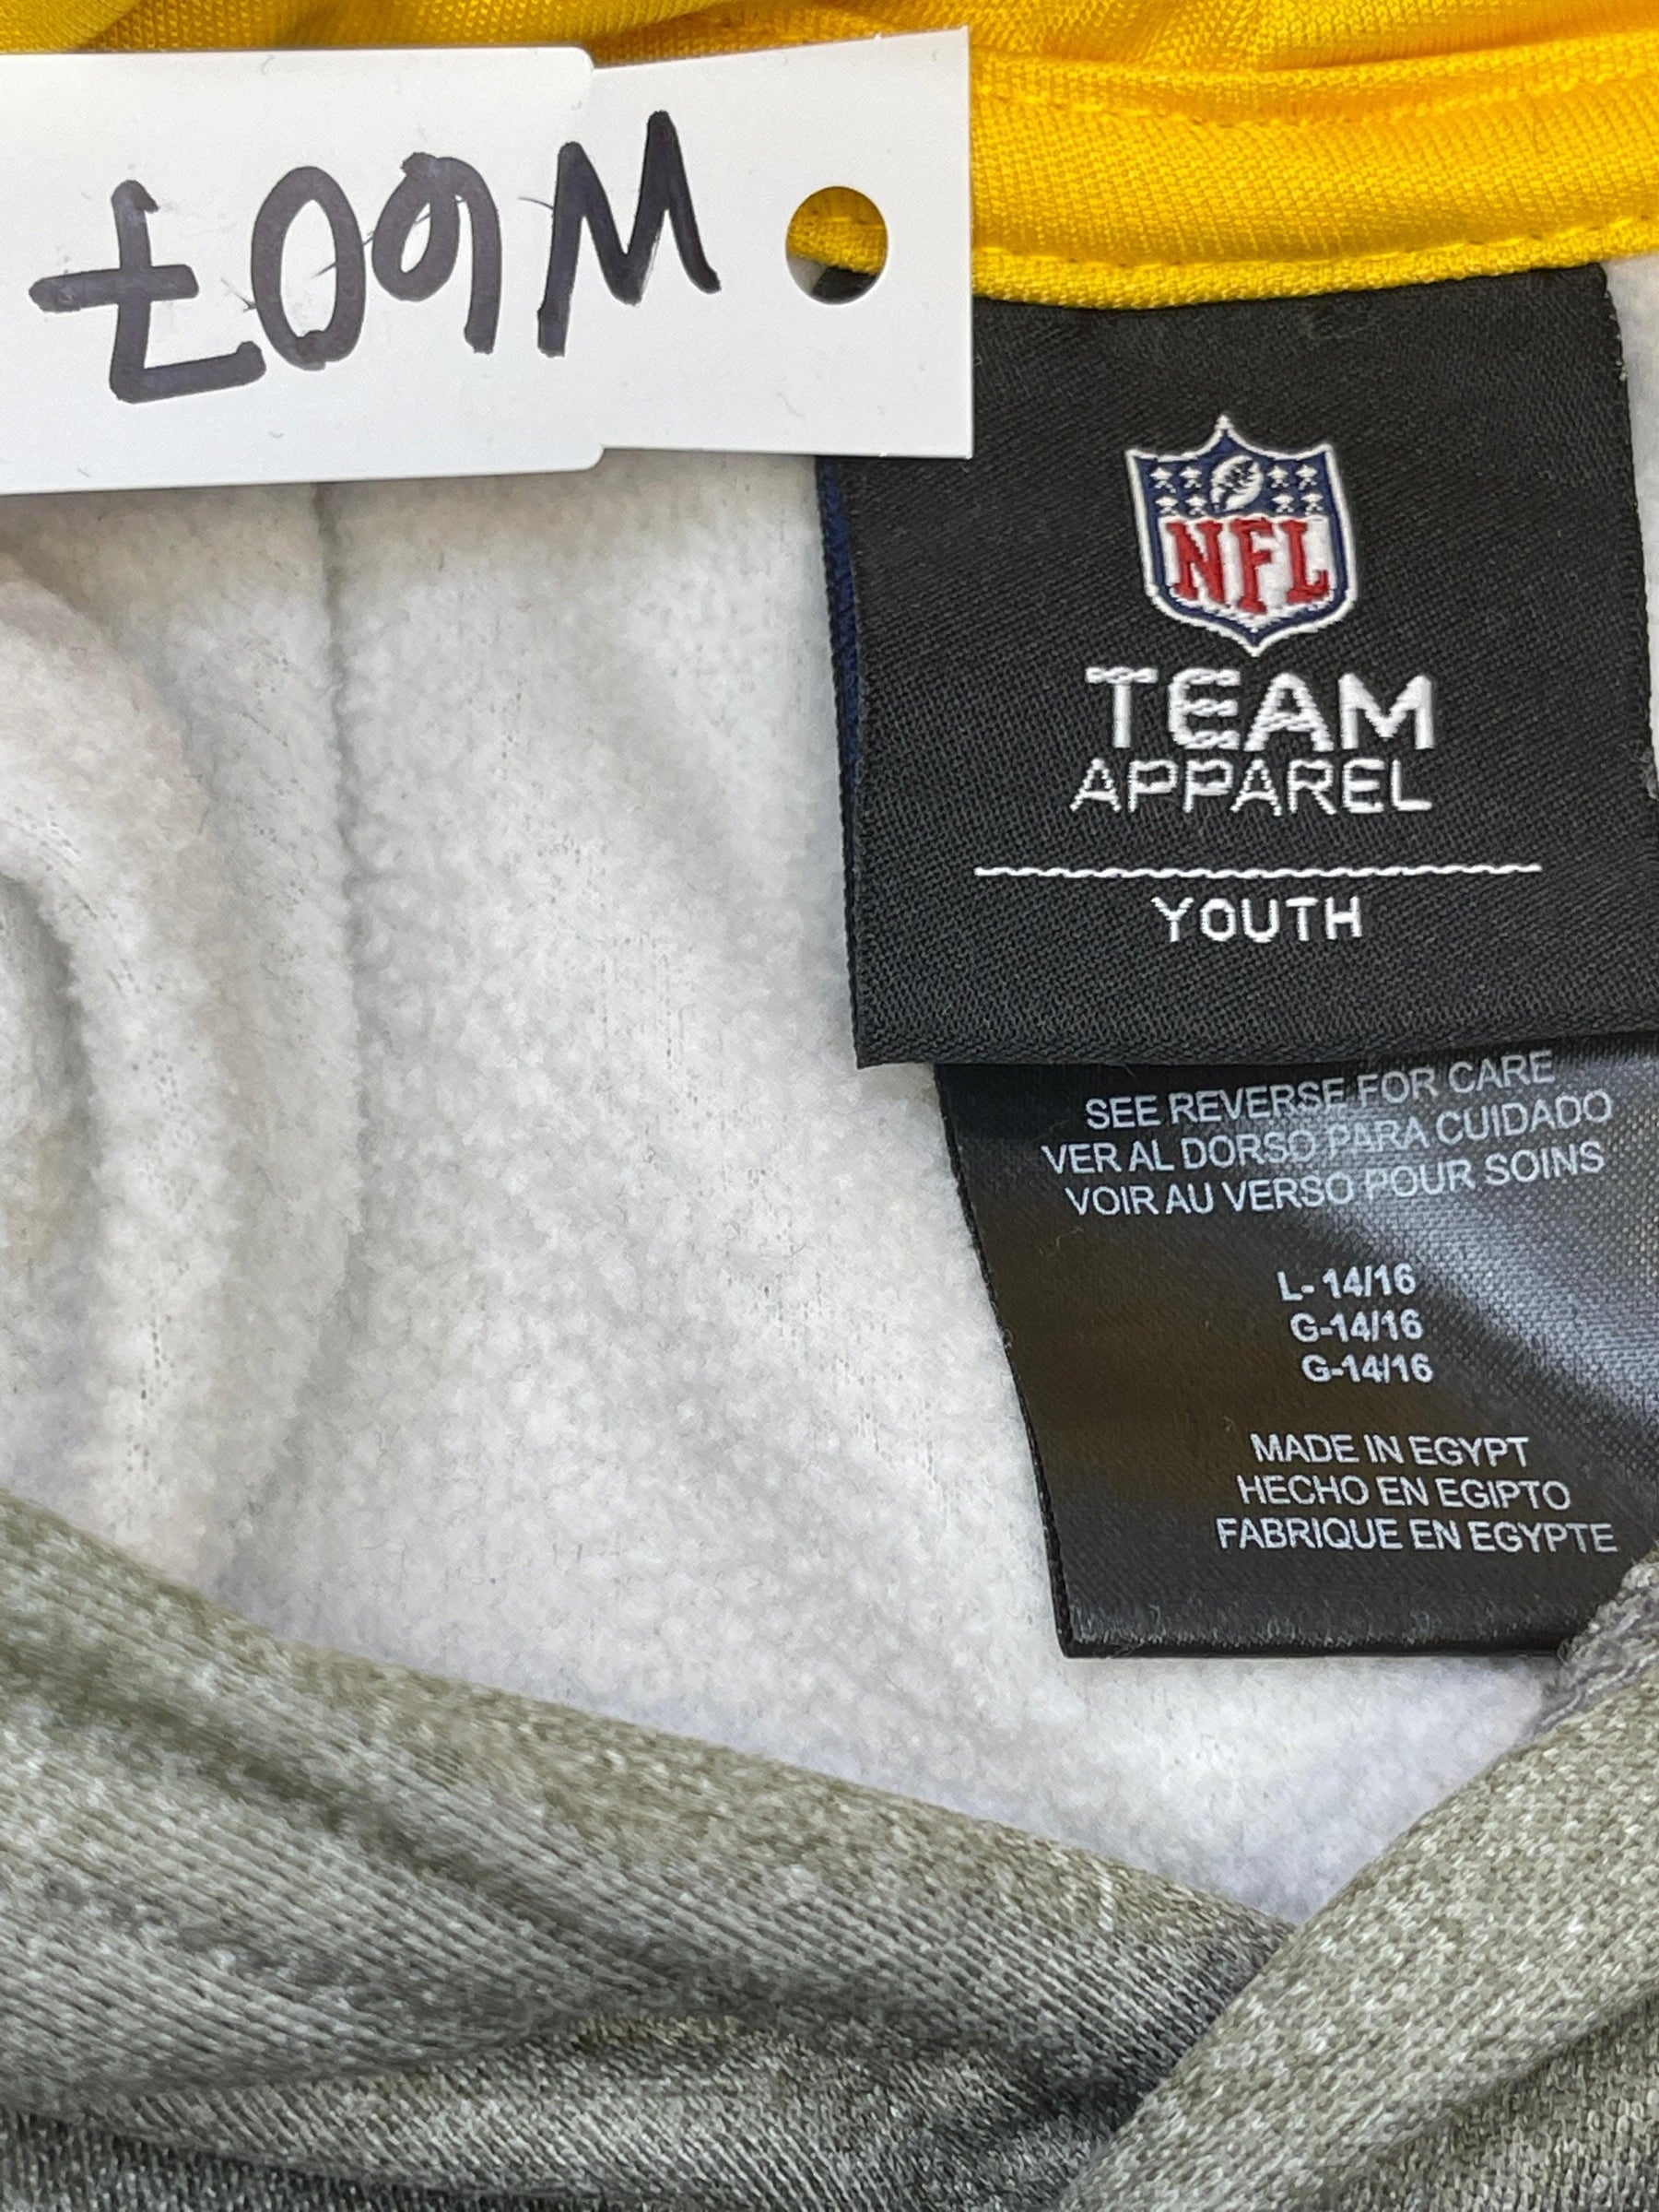 W607
NFL
TEAM
APPAREL
YOUTH
SEE REVERSE FOR CARE
VER AL DORSO PARA CUIDADO
VOIR AU VERSO POUR SOINS
L- 14/16
G-14/16
G-14/16
MADE IN EGYPT
HECHO EN EGIPTO
FABRIQUE EN EGYPTE